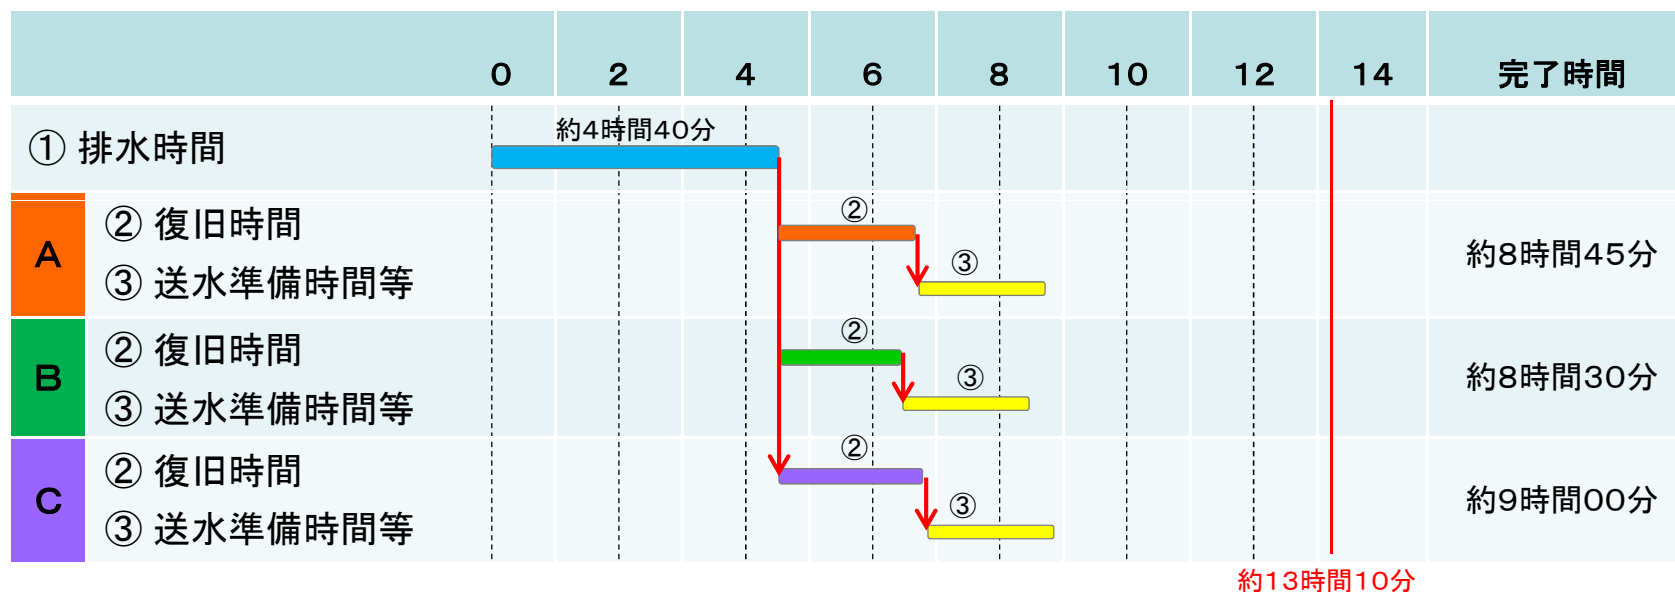 0 2 4 6 8 10 12 14 完了時間
約4時間40分
① 排水時間
② 復旧時間
②
A
③ 送水準備時間等
③
約8時間45分
② 復旧時間
②
B
③ 送水準備時間等
③
約8時間30分
② 復旧時間
②
C
③ 送水準備時間等
③
約9時間00分
約13時間10分